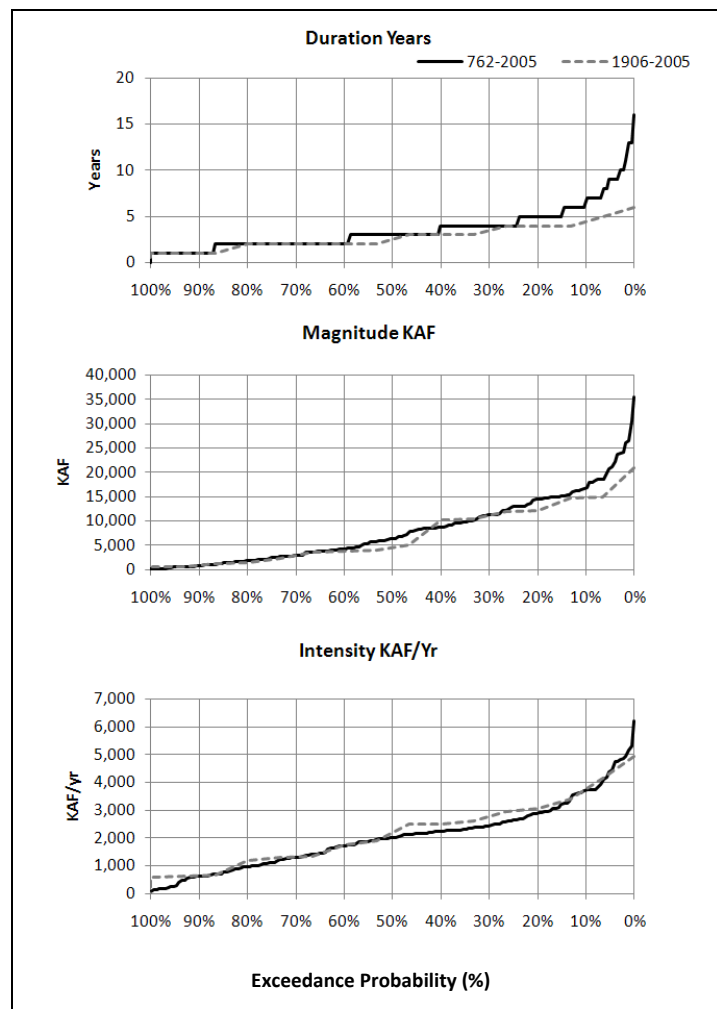 Duration Years
762-2005 1906-2005
20
15
10
5
0
Years
100% 90% 80% 70% 60% 50% 40% 30% 20% 10% 0%
Magnitude KAF
40,000
35,000
30,000
25,000
20,000
15,000
10,000
5,000
0
KAF
100% 90% 80% 70% 60% 50% 40% 30% 20% 10% 0%
Intensity KAF/Yr
7,000
6,000
5,000
4,000
3,000
2,000
1,000
0
KAF/yr
100% 90% 80% 70% 60% 50% 40% 30% 20% 10% 0%
Exceedance Probability (%)